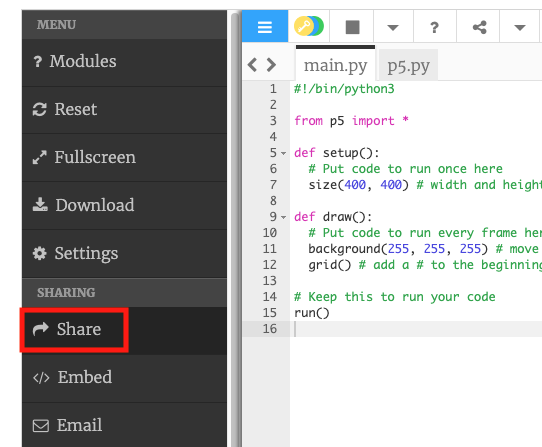 MENU
? Modules
Reset
Fullscreen
Download
Settings
SHARING
Share
</> Embed
Email
?
main.py
p5.py
1 #!/bin/python3
2
3 from p5 import *
4
5 def setup():
6 # Put code to run once here
7 size(400, 400) # width and height
8
9 def draw():
10 # Put code to run every frame her
11 background(255, 255, 255) # move
12 grid() # add a # to the beginning
13
14 # Keep this to run your code
15 run()
16